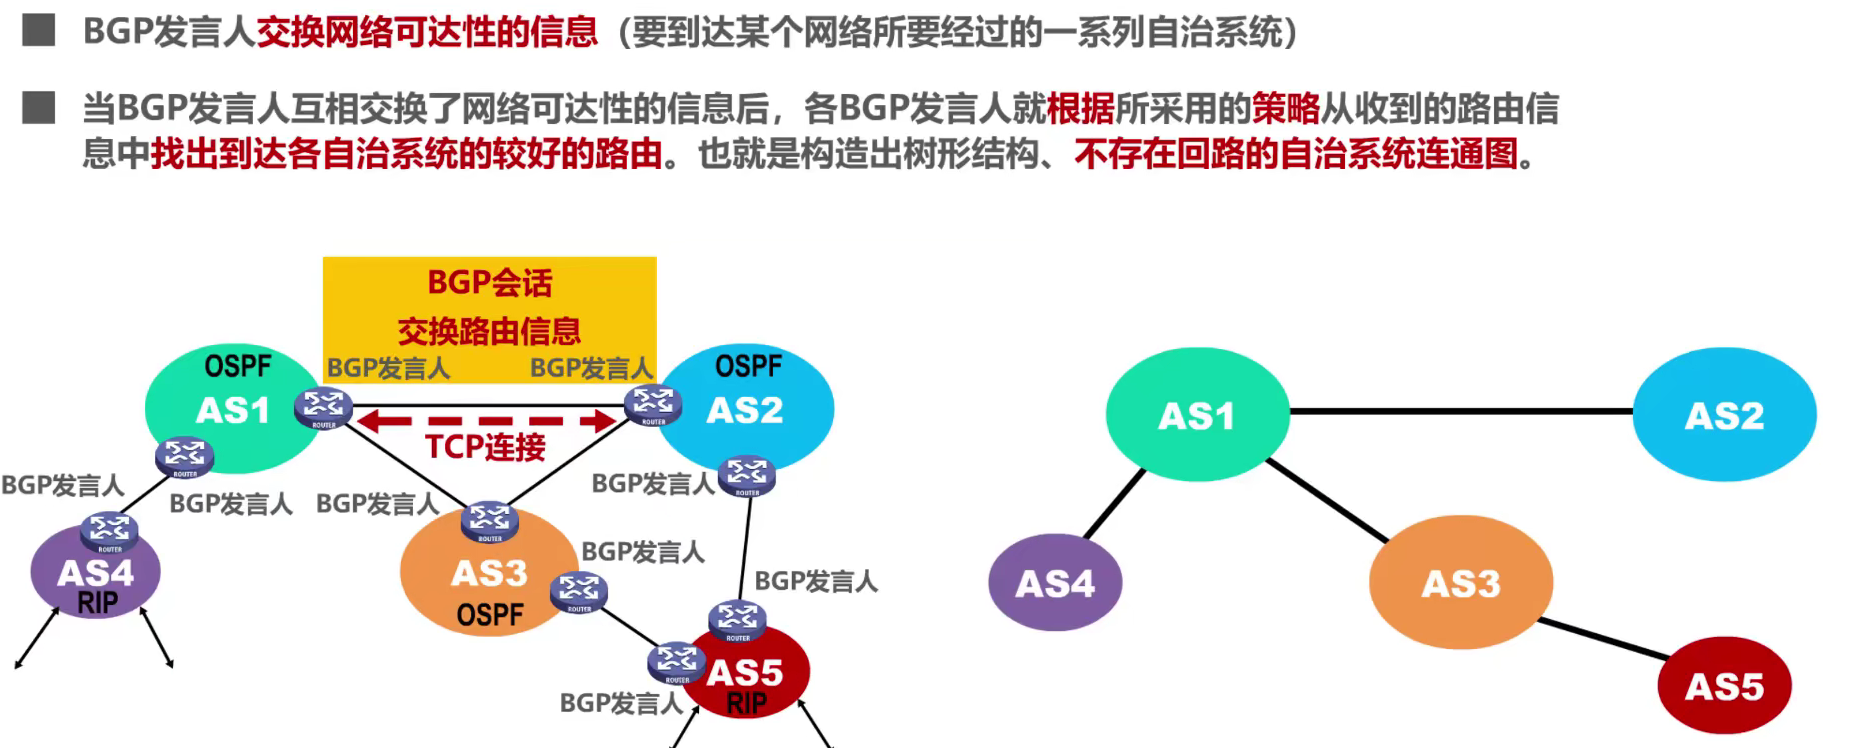 BGP发言人交换网络可达性的信息（要到达某个网络所要经过的一系列自治系统）
当BGP发言人互相交换了网络可达性的信息后，各BGP发言人就根据所采用的策略从收到的路由信
息中找出到达各自治系统的较好的路由。也就是构造出树形结构、不存在回路的自治系统连通图。
BGP会话
交换路由信息
BGP发言人
BGP发言人
OSPF
AS1
ROUTER
ROUTER
OSPF
AS2
TCP连接
ROUTER
BGP发言人
BGP发言人
BGP发言人
BGP发言人
ROUTER
ROUTER
ROUTER
AS4
RIP
AS3
OSPF
BGP发言人
ROUTER
BGP发言人
ROUTER
ROUTER
AS5
RIP
BGP发言人
AS1
AS2
AS4
AS3
AS5